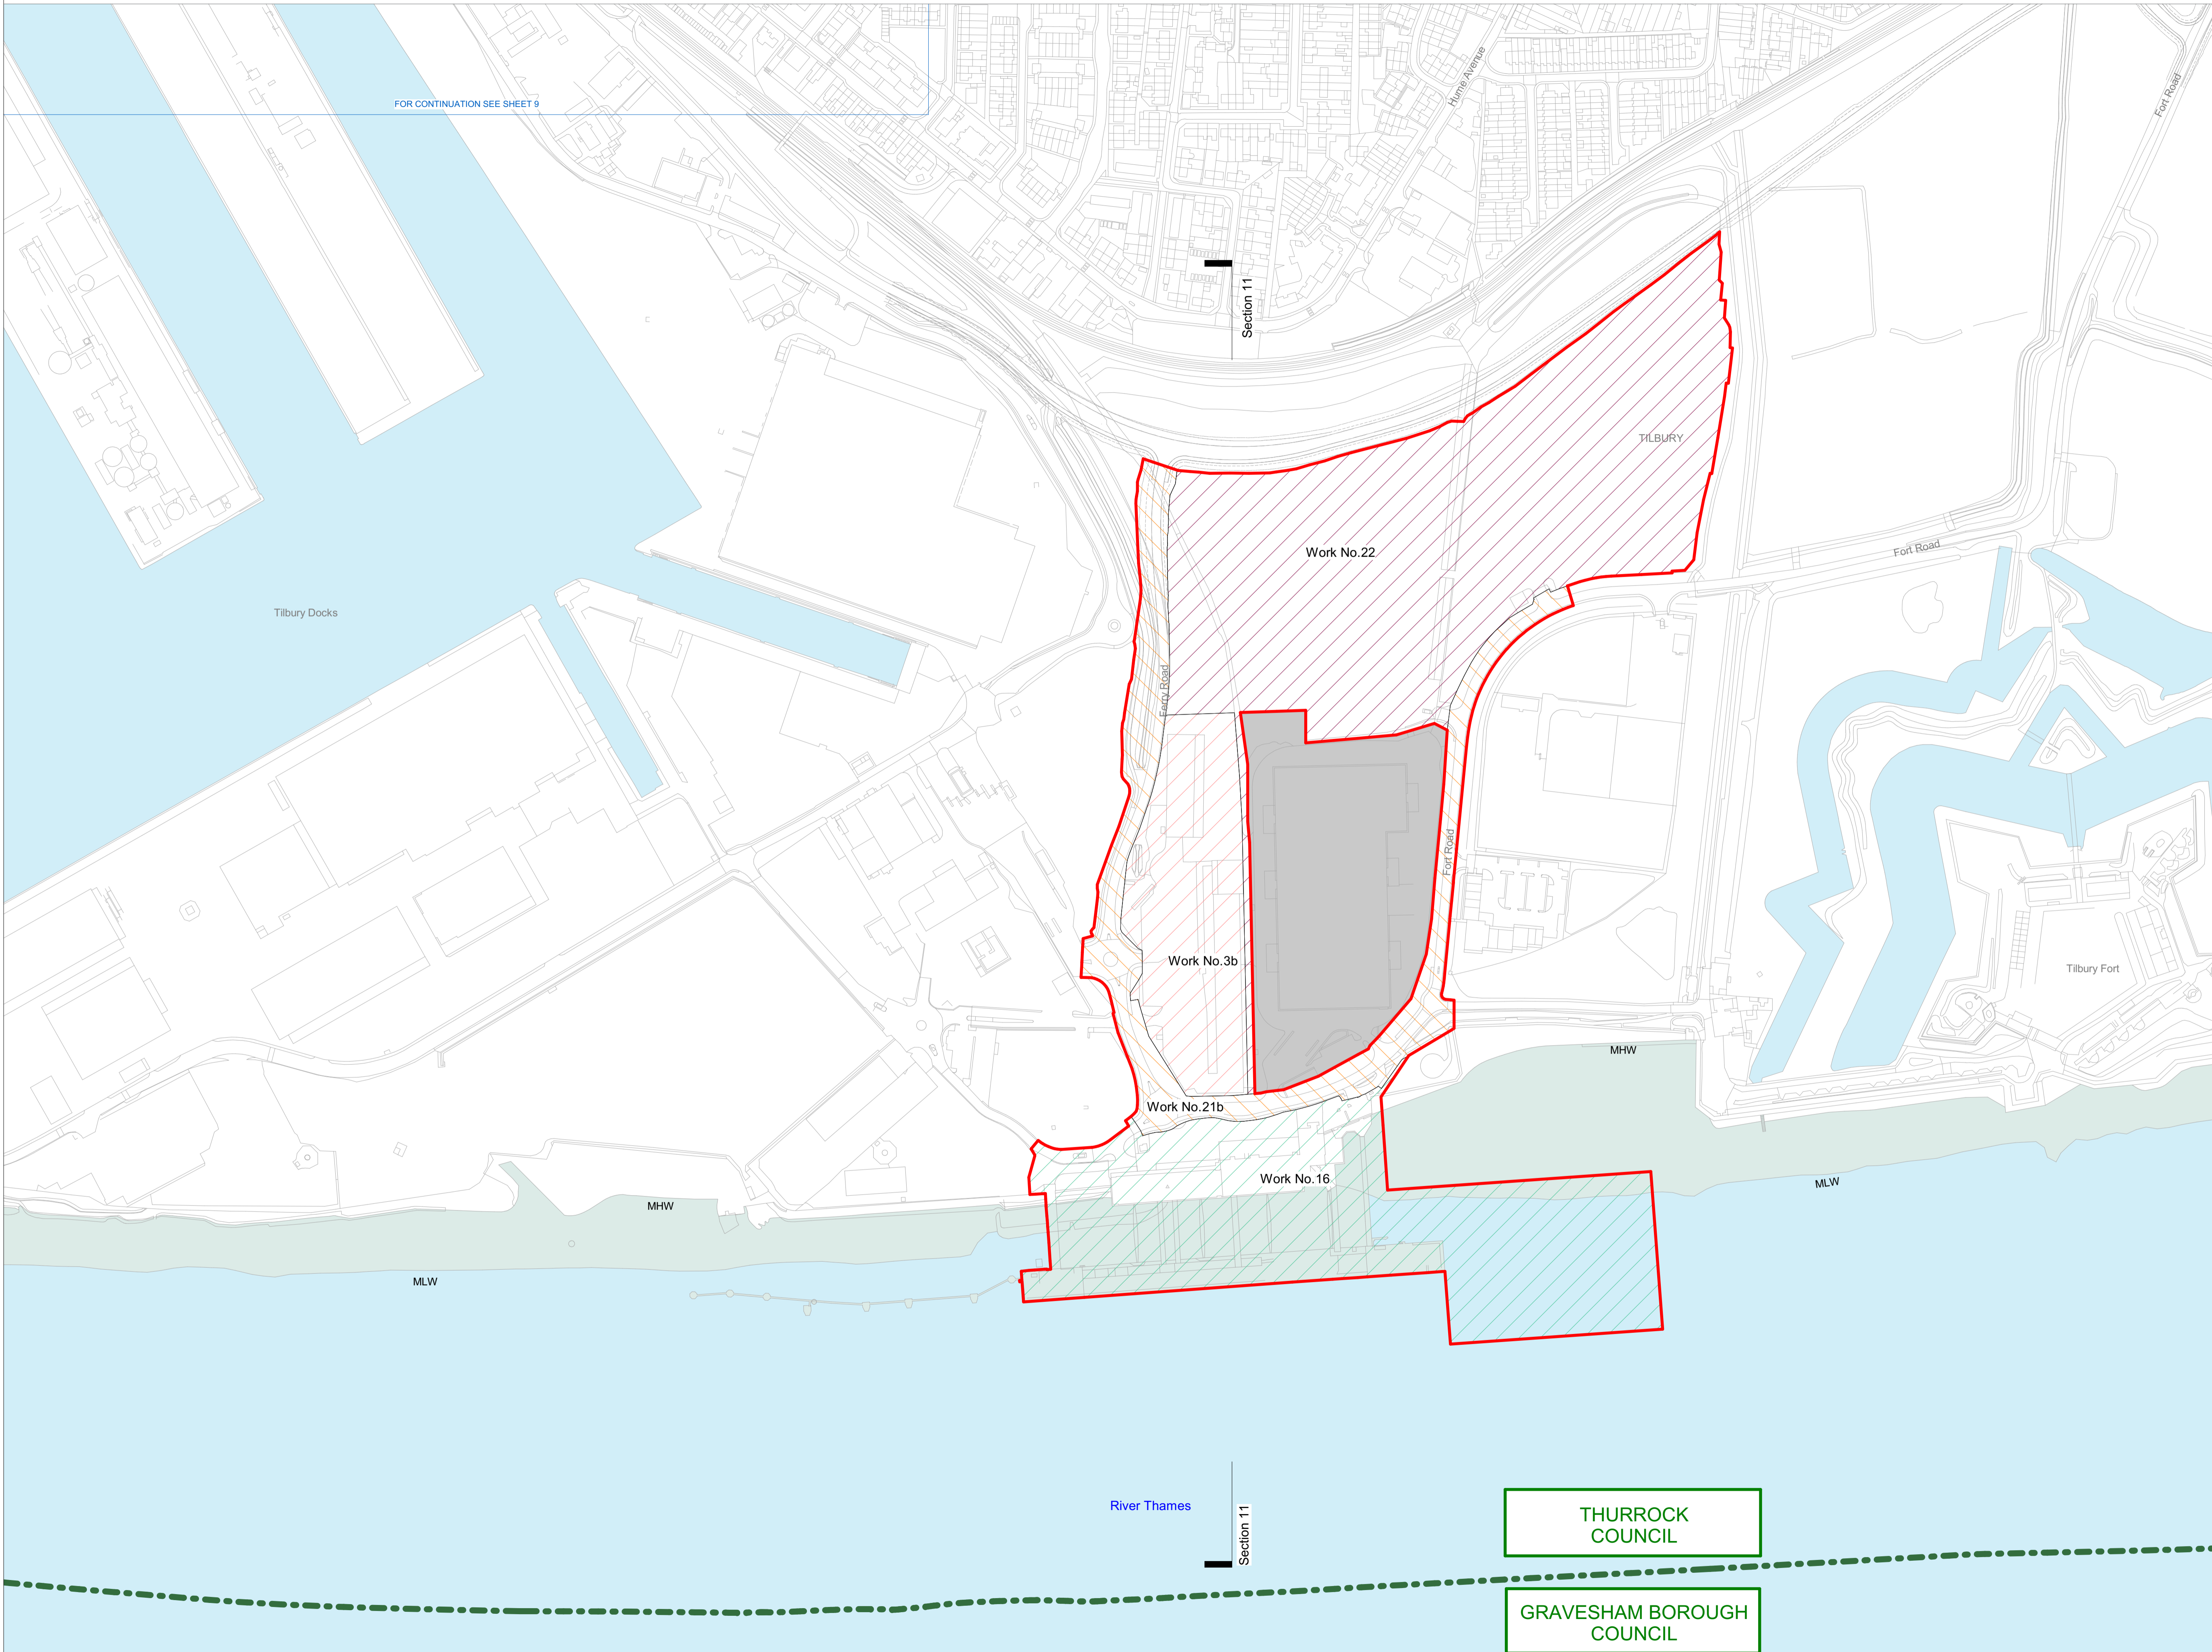 FOR CONTINUATION SEE SHEET 9
Hume Avenue
Fort Road
Section 11
TILBURY
Work No.22
Fort Road
Tilbury Docks
Ferry Road
Fort Road
Work No.3b
Tilbury Fort
MHW
Work No.21b
Work No.16
MLW
MHW
MLW
River Thames
Section 11
THURROCK
COUNCIL
GRAVESHAM BOROUGH
COUNCIL